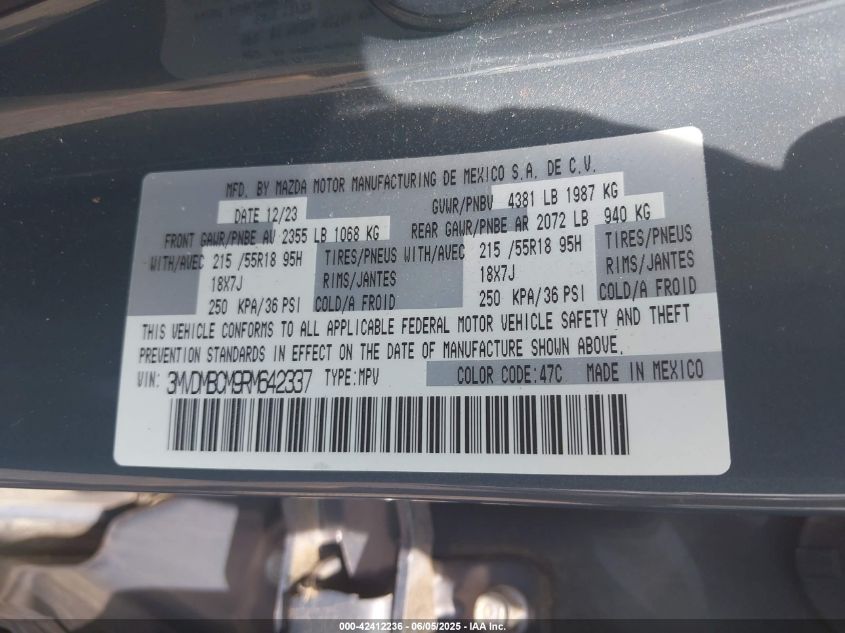 MFD. BY MAZDA MOTOR MANUFACTURING DE MEXICO S.A. DE C.V.
DATE 12/23 GVWR/PNBV 4381 LB 1987 KG
FRONT GAWR/PNBE AV 2355 LB 1068 KG REAR GAWR/PNBE AR 2072 LB 940 KG
WITH/AVEC 215 /55R18 95H TIRES/PNEUS WITH/AVEC 215 /55R18 95H TIRES/PNEUS
18X7J RIMS/JANTES 18X7J RIMS/JANTES
250 KPA/36 PSI COLD/A FROID 250 KPA/36 PSI COLD/A FROID
THIS VEHICLE CONFORMS TO ALL APPLICABLE FEDERAL MOTOR VEHICLE SAFETY AND THEFT
PREVENTION STANDARDS IN EFFECT ON THE DATE OF MANUFACTURE SHOWN ABOVE.
VIN: 3MVDMBCM9RM642337 TYPE:MPV COLOR CODE:47C MADE IN MEXICO
000-42412236 - 06/05/2025 - IAA Inc.